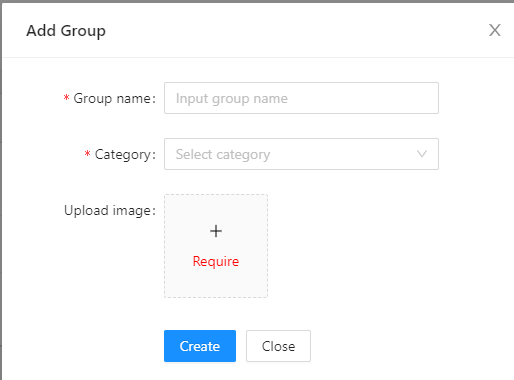 Add Group
* Group name: Input group name
* Category: Select category
Upload image:
+
Require
Create Close